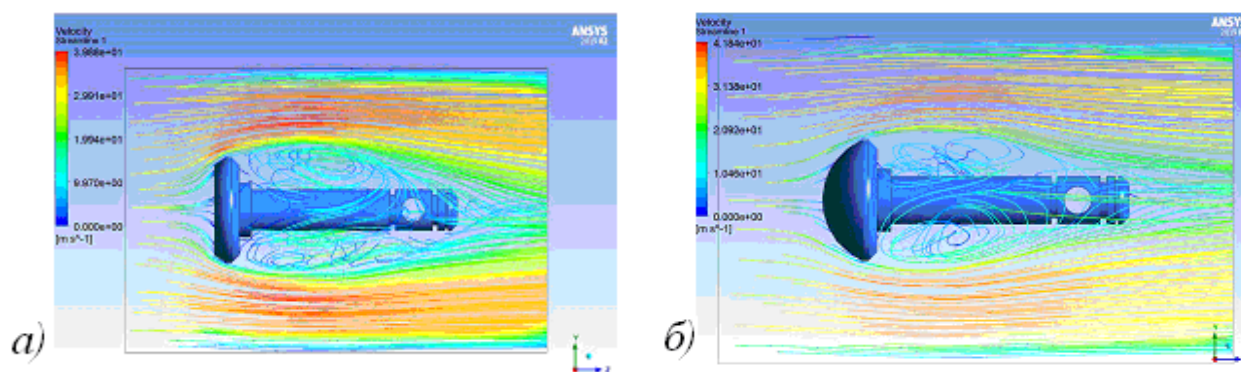 Velocity
Streamline 1
3.988e+01
2.991e+01
1.994e+01
9.970e+00
0.000e+00
[m s^-1]
ANSYS
Y
Z
а)
Velocity
Streamline 1
4.184e+01
3.138e+01
2.092e+01
1.046e+01
0.000e+00
[m s^-1]
ANSYS
Y
б)